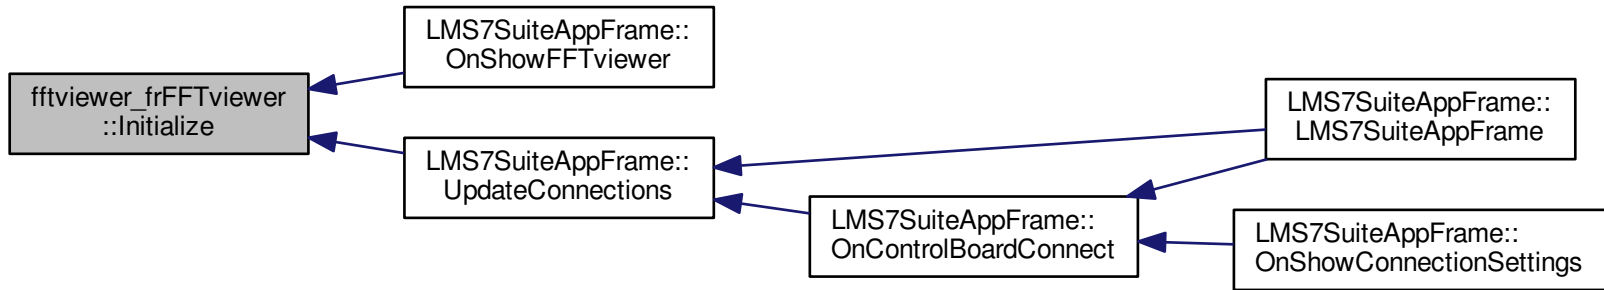 fftviewer_frFFTviewer
::Initialize
LMS7SuiteAppFrame::
OnShowFFTviewer
LMS7SuiteAppFrame::
UpdateConnections
LMS7SuiteAppFrame::
LMS7SuiteAppFrame
LMS7SuiteAppFrame::
OnControlBoardConnect
LMS7SuiteAppFrame::
OnShowConnectionSettings